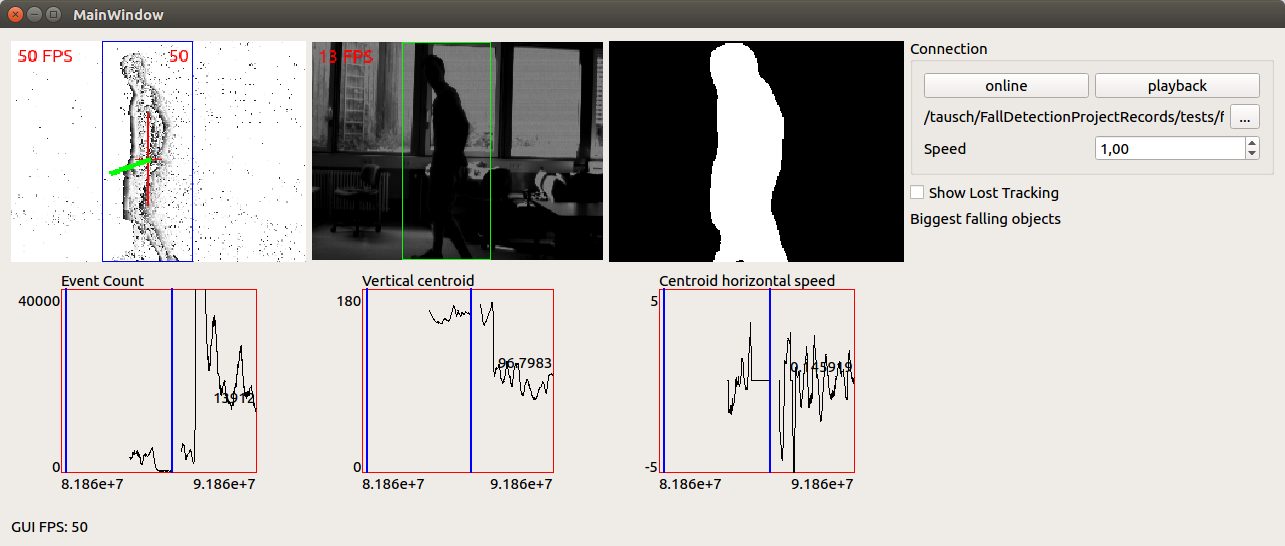 MainWindow
50 FPS
50
13 FPS
Connection
online
playback
/tausch/FallDetectionProjectRecords/tests/f
...
Speed
1,00
Show Lost Tracking
Biggest falling objects
Event Count
40000
13912
0
8.186e+7
9.186e+7
Vertical centroid
180
96.7983
0
8.186e+7
9.186e+7
Centroid horizontal speed
5
0.145919
-5
8.186e+7
9.186e+7
GUI FPS: 50